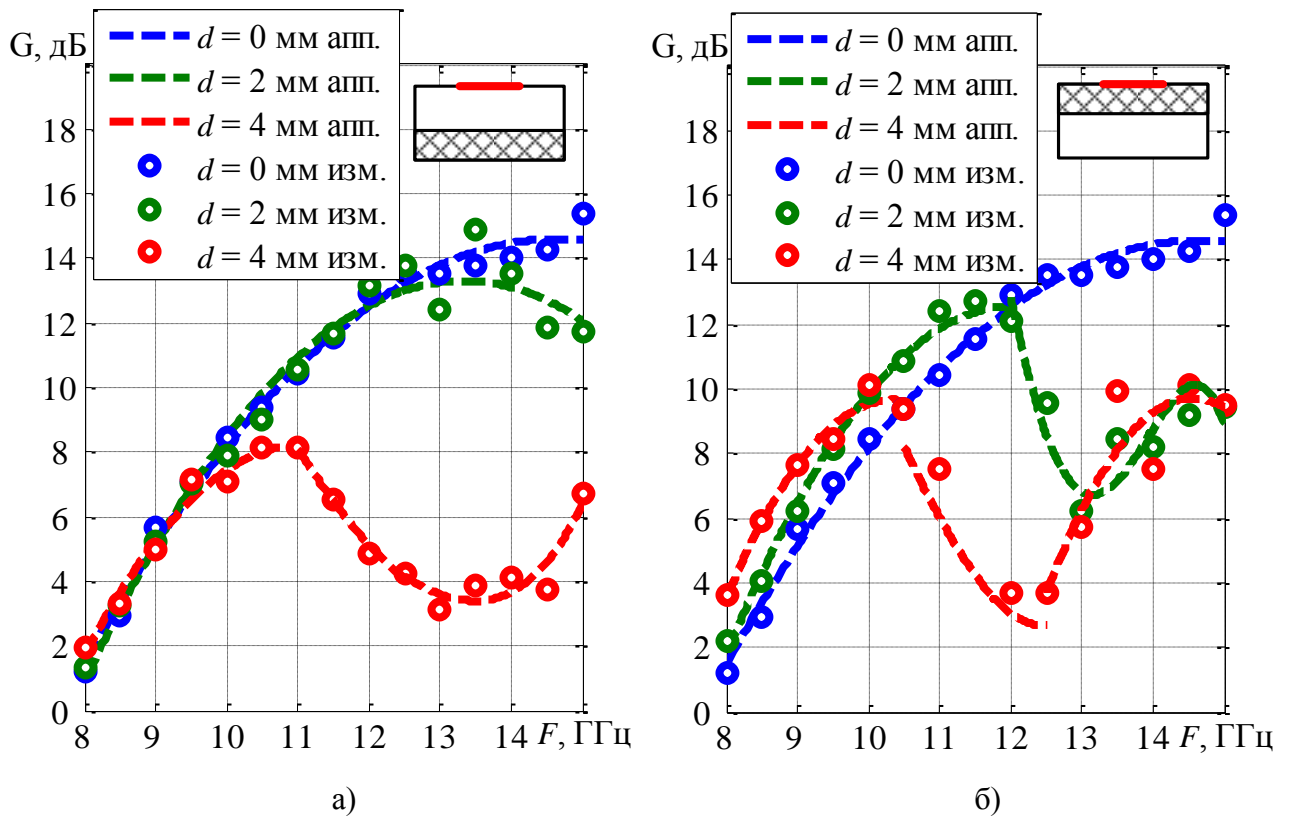 G, дБ
d = 0 мм апп.
d = 2 мм апп.
d = 4 мм апп.
d = 0 мм изм.
d = 2 мм изм.
d = 4 мм изм.
18
16
14
12
10
8
6
4
2
0
8 9 10 11 12 13 14 F, ГГц
а)
G, дБ
d = 0 мм апп.
d = 2 мм апп.
d = 4 мм апп.
d = 0 мм изм.
d = 2 мм изм.
d = 4 мм изм.
18
16
14
12
10
8
6
4
2
0
8 9 10 11 12 13 14 F, ГГц
б)